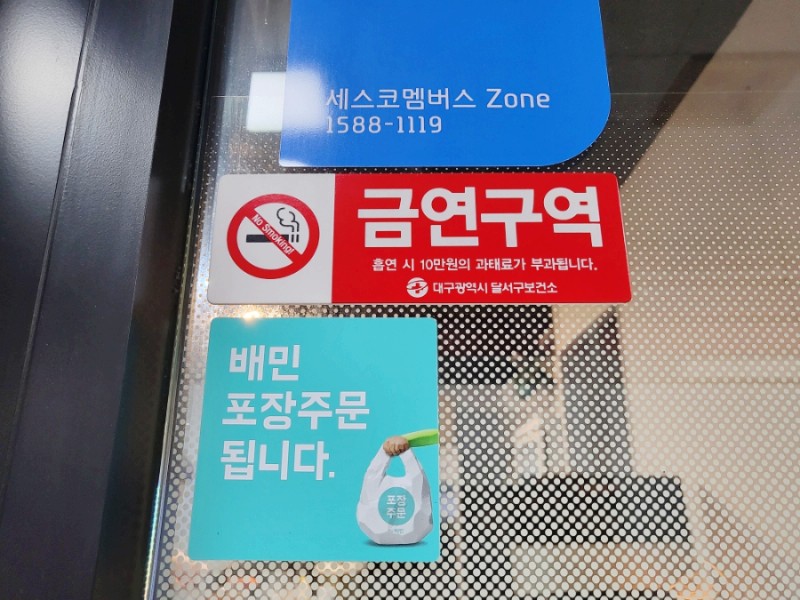 세스코멤버스 Zone
1588-1119
No Smoking!
금연구역
흡연 시 10만원의 과태료가 부과됩니다.
대구광역시 달서구보건소
배민
포장주문
됩니다.
포장
주문